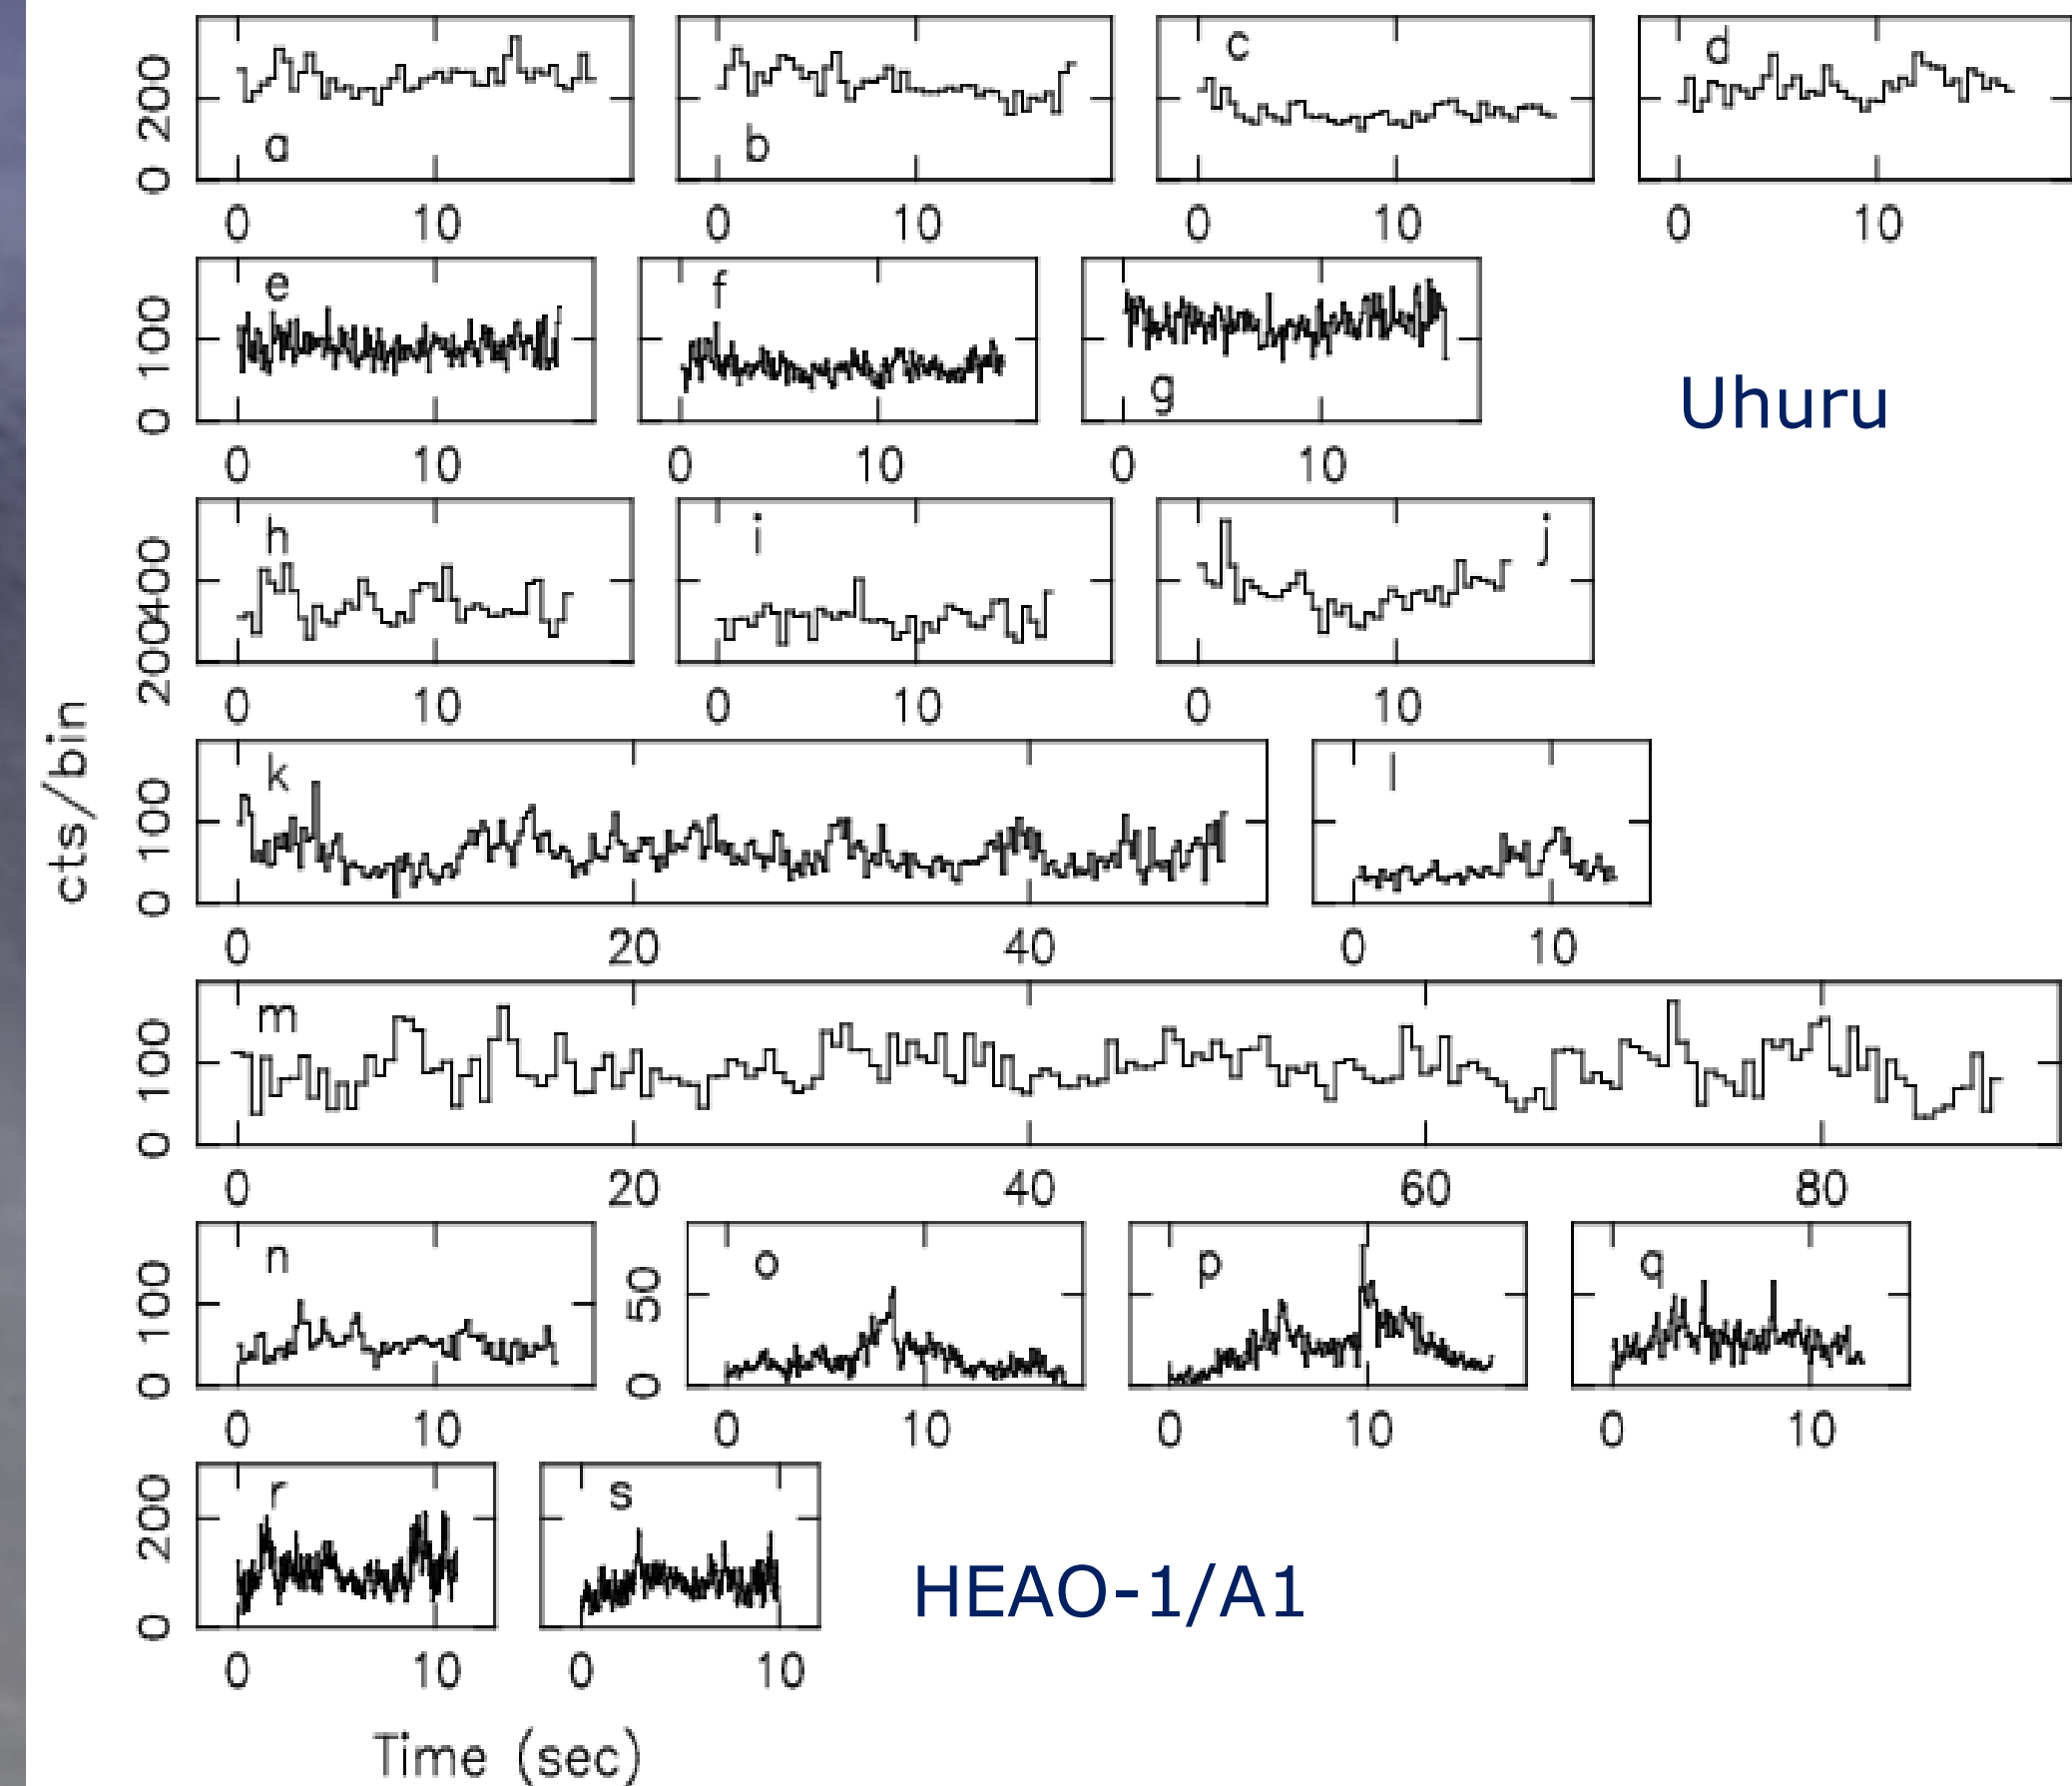 a b c d
0 200
0 10 0 10 0 10 0 10
e f g
0 100
0 10 0 10 0 10
Uhuru
h i j
200 400
0 10 0 10 0 10
k l
0 100
0 20 40 0 10
m
0 100
0 20 40 60 80
n o p q
0 100 0 50
0 10 0 10 0 10 0 10
r s
0 200
0 10 0 10
HEAO-1/A1
cts/bin
Time (sec)